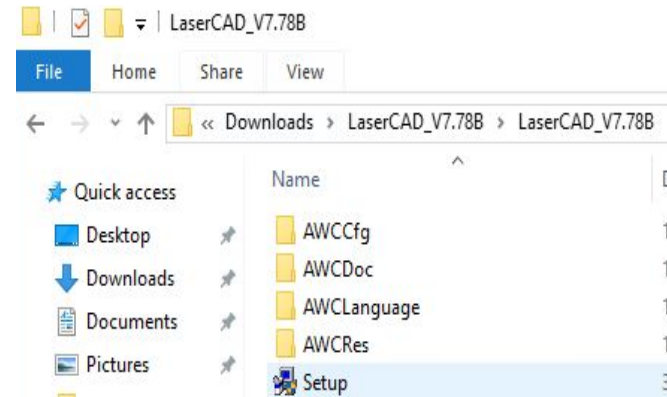 LaserCAD_V7.78B
File Home Share View
« Downloads > LaserCAD_V7.78B > LaserCAD_V7.78B
Name
Quick access
Desktop
Downloads
Documents
Pictures
AWCCfg
AWCDoc
AWCLanguage
AWCRes
Setup